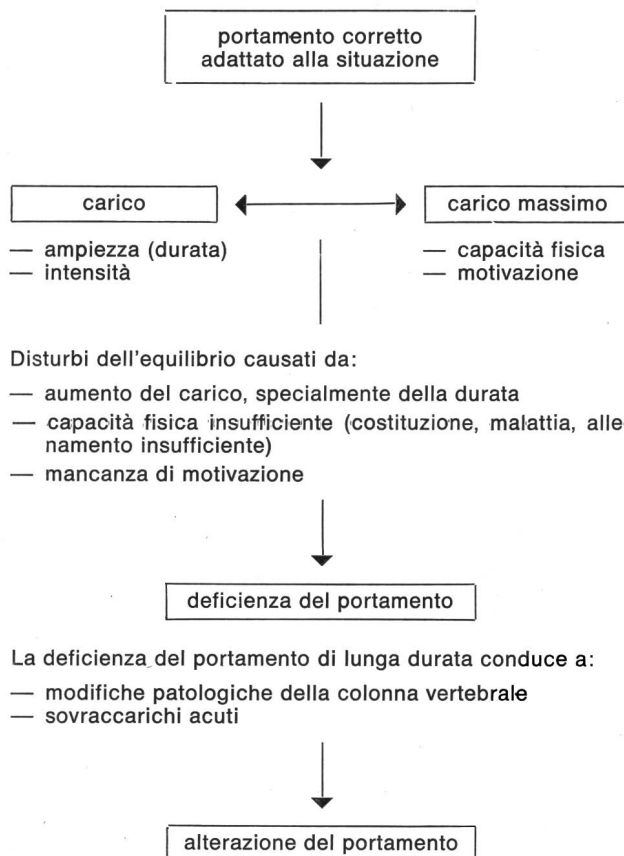 portamento corretto
adattato alla situazione
carico
carico massimo
— ampiezza (durata)
— intensità
— capacità fisica
— motivazione
Disturbi dell'equilibrio causati da:
— aumento del carico, specialmente della durata
— capacità fisica insufficiente (costituzione, malattia, alle-
namento insufficiente)
— mancanza di motivazione
deficienza del portamento
La deficienza del portamento di lunga durata conduce a:
— modifiche patologiche della colonna vertebrale
— sovraccarichi acuti
alterazione del portamento